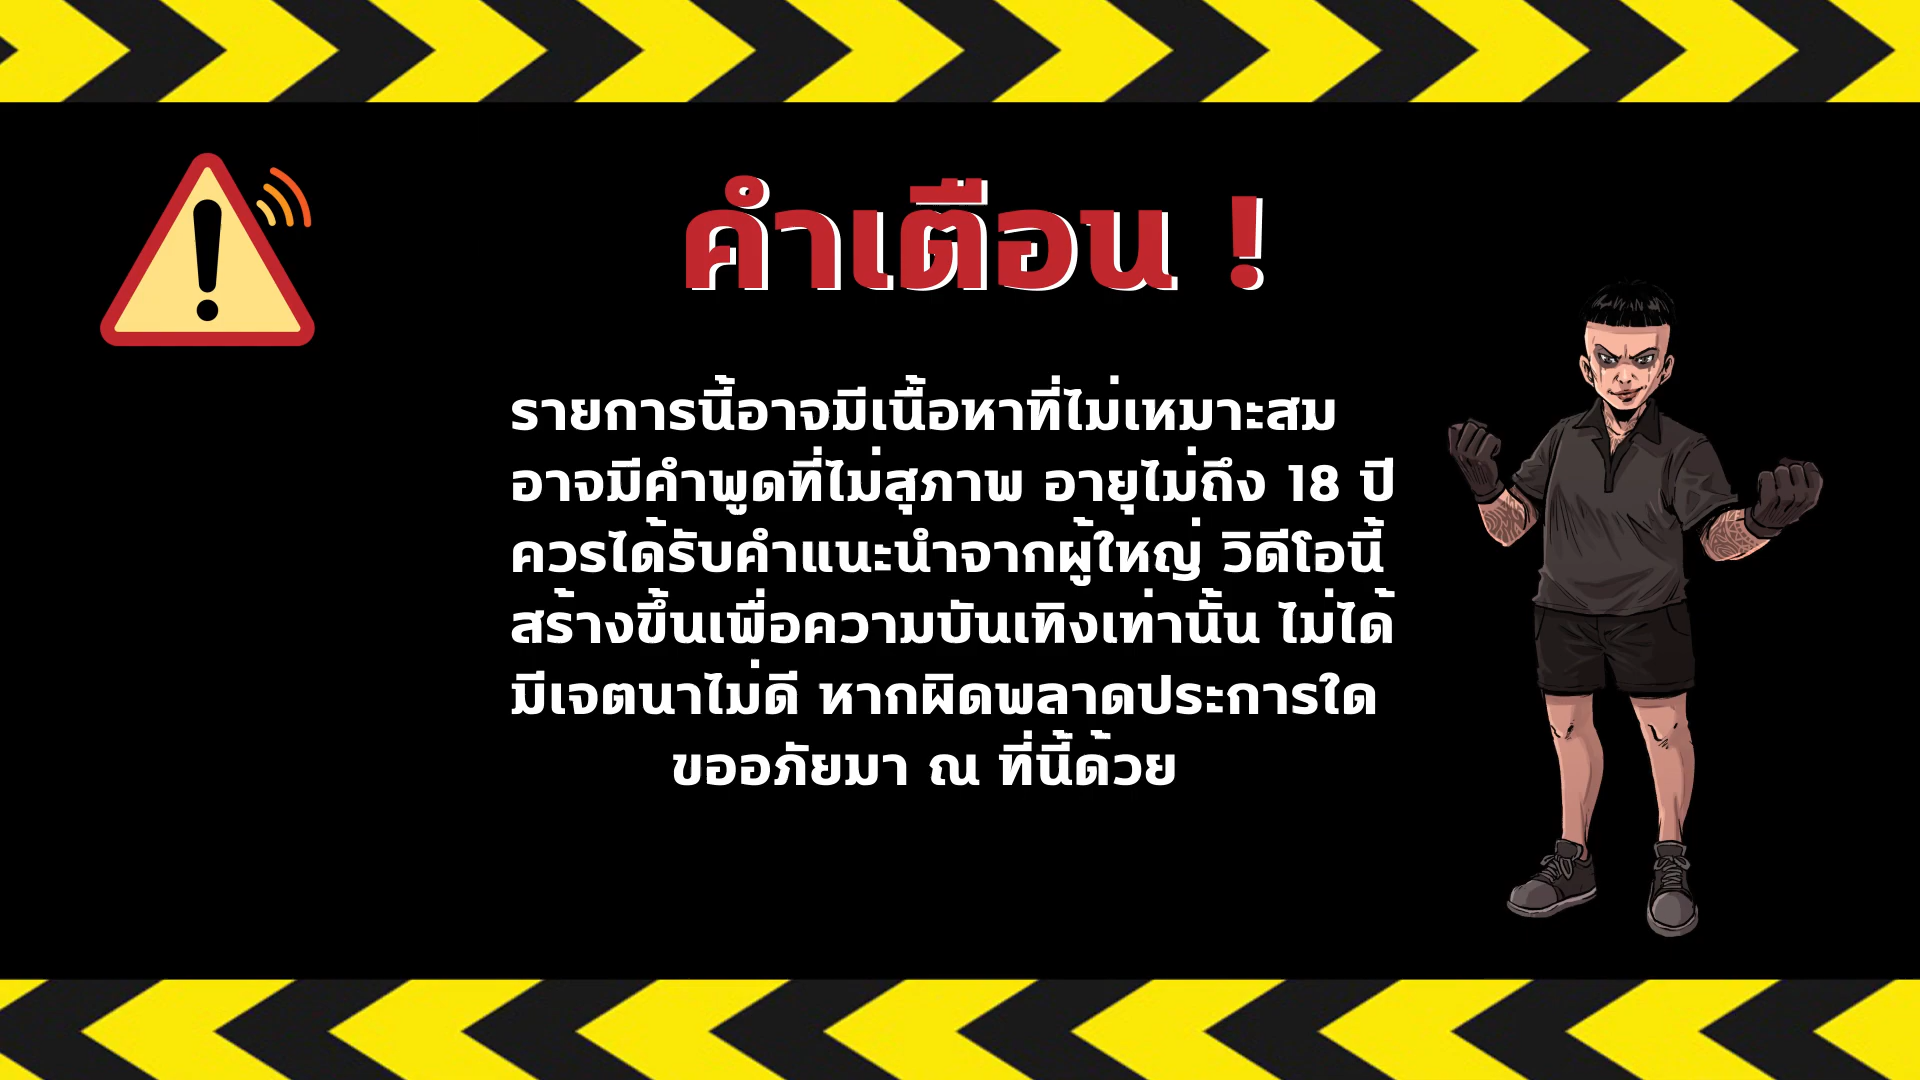 คำเตือน !
รายการนี้อาจมีเนื้อหาที่ไม่เหมาะสม
อาจมีคำพูดที่ไม่สุภาพ อายุไม่ถึง 18 ปี
ควรได้รับคำแนะนำจากผู้ใหญ่ วิดีโอนี้
สร้างขึ้นเพื่อความบันเทิงเท่านั้น ไม่ได้
มีเจตนาไม่ดี หากผิดพลาดประการใด
ขออภัยมา ณ ที่นี้ด้วย